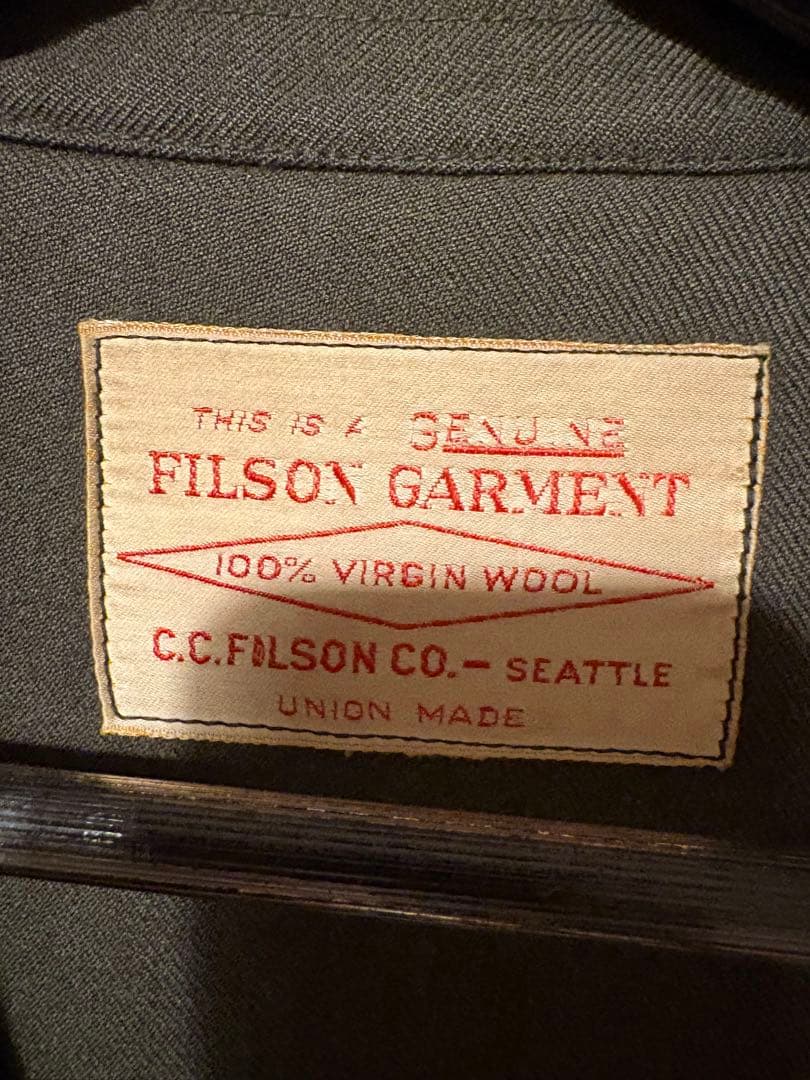 THIS IS A GENUINE
FILSON GARMENT
100% VIRGIN WOOL
C.C. FILSON CO.— SEATTLE
UNION MADE